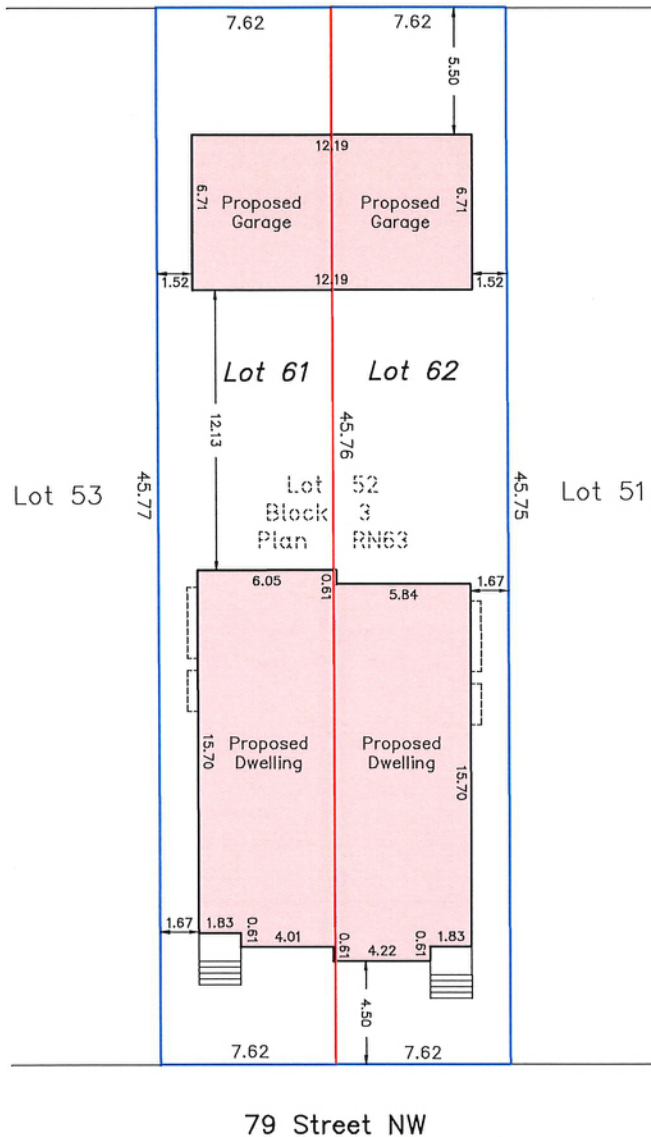 7.62 7.62
5.50
12.19
6.71 Proposed Garage Proposed Garage 6.71
12.19
1.52 1.52
Lot 61 Lot 62
12.13
45.76
Lot 53 45.77 45.75 Lot 51
Lot 52
Block 3
Plan RN63
6.05 0.61 5.84 1.67
15.70 Proposed Dwelling Proposed Dwelling 15.70
1.67 1.83 0.61 4.01 0.61 4.22 0.61 1.83
4.50
7.62 7.62
79 Street NW